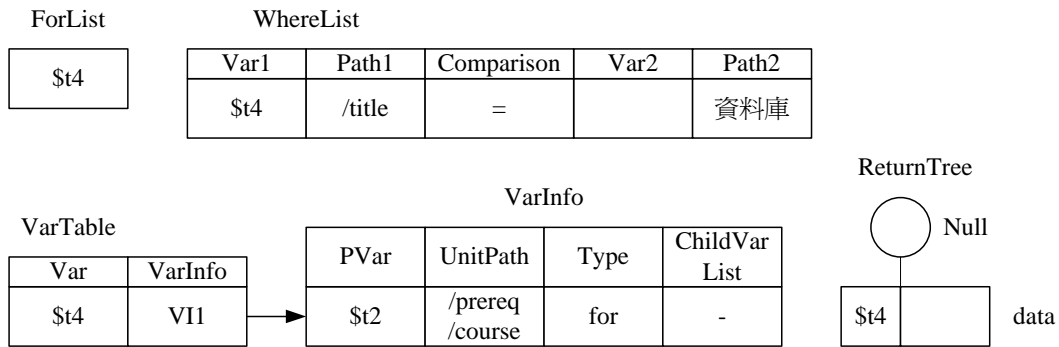 ForList
WhereList
$t4
Var1 Path1 Comparison Var2 Path2
$t4 /title = 資料庫
ReturnTree
Null
$t4
data
VarTable
Var VarInfo
$t4 VI1
VarInfo
PVar UnitPath Type ChildVar
List
$t2 /prereq for -
/course